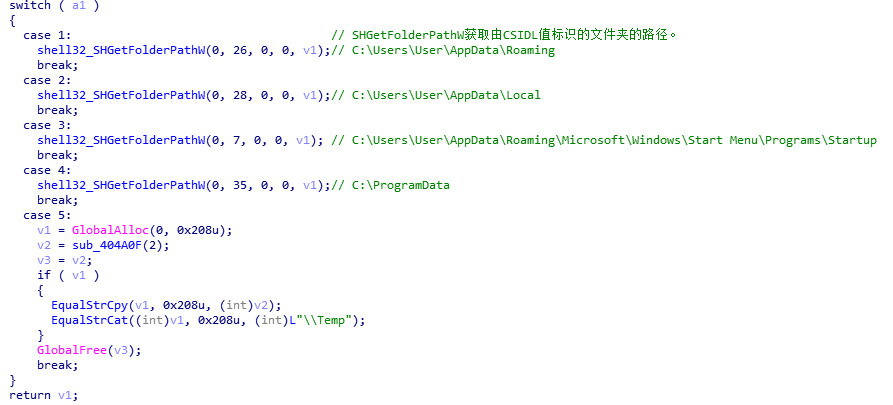 switch ( a1 )
{
  case 1:                                     // SHGetFolderPathW获取由CSIDL值标识的文件夹的路径。
    shell32_SHGetFolderPathW(0, 26, 0, 0, v1);// C:\Users\User\AppData\Roaming
    break;
  case 2:
    shell32_SHGetFolderPathW(0, 28, 0, 0, v1);// C:\Users\User\AppData\Local
    break;
  case 3:
    shell32_SHGetFolderPathW(0, 7, 0, 0, v1); // C:\Users\User\AppData\Roaming\Microsoft\Windows\Start Menu\Programs\Startup
    break;
  case 4:
    shell32_SHGetFolderPathW(0, 35, 0, 0, v1);// C:\ProgramData
    break;
  case 5:
    v1 = GlobalAlloc(0, 0x208u);
    v2 = sub_404A0F(2);
    v3 = v2;
    if ( v1 )
    {
      EqualStrCpy(v1, 0x208u, (int)v2);
      EqualStrCat((int)v1, 0x208u, (int)L"\\Temp");
    }
    GlobalFree(v3);
    break;
}
return v1;